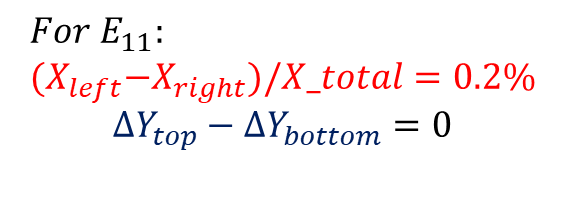 For E₁₁:
(X_left−X_right)/X_total = 0.2%
ΔY_top − ΔY_bottom = 0